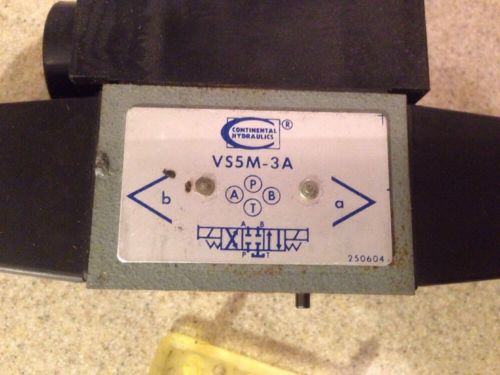 CONTINENTAL ®
HYDRAULICS
VS5M-3A
P
A B
T
b a
A B
P T
250604